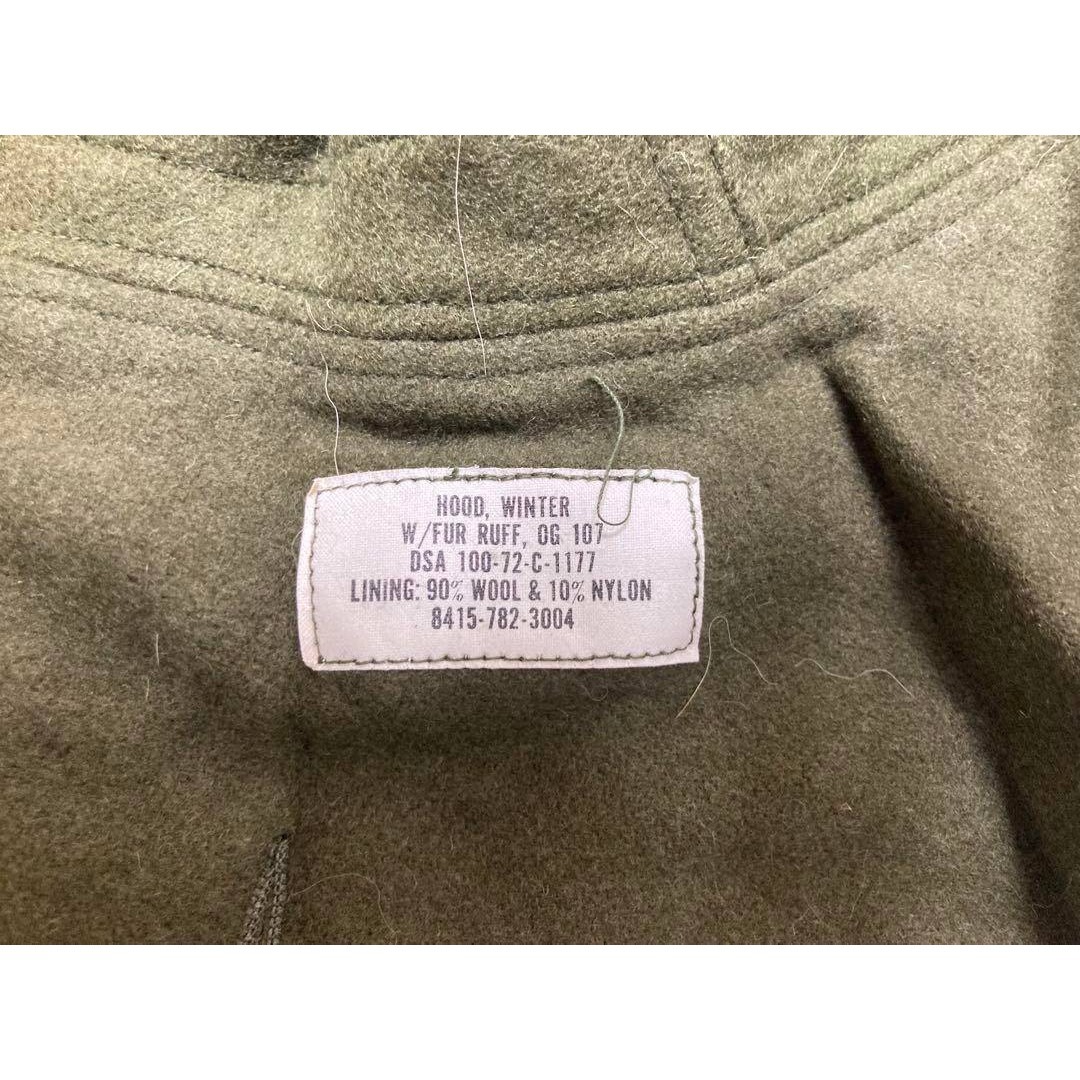 HOOD, WINTER
W/FUR RUFF, OG 107
DSA 100-72-C-1177
LINING: 90% WOOL & 10% NYLON
8415-782-3004